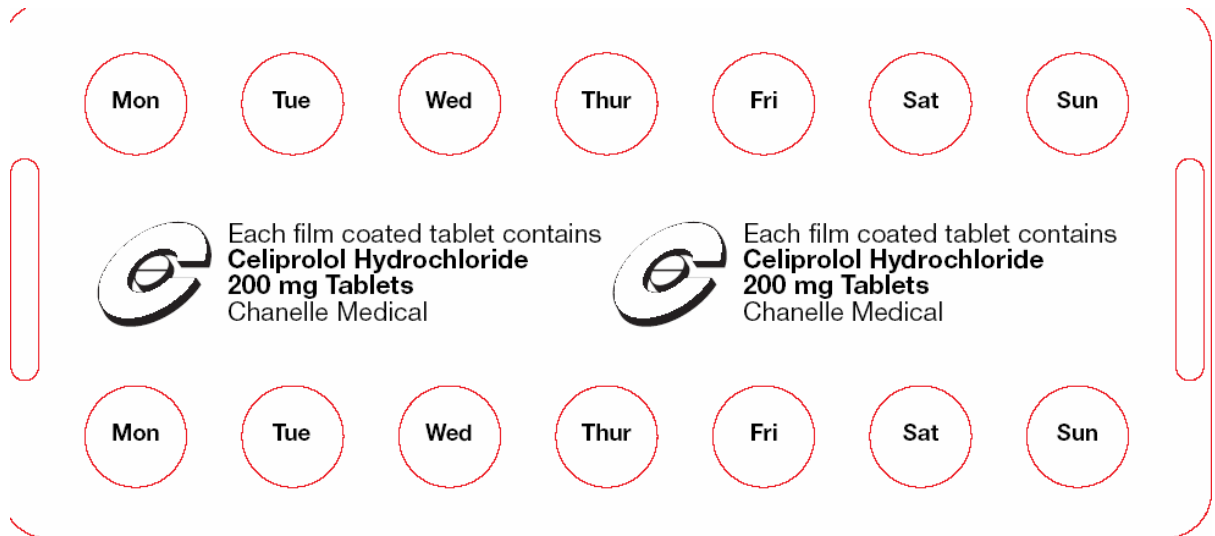 Mon Tue Wed Thur Fri Sat Sun
Each film coated tablet contains
Celiprolol Hydrochloride
200 mg Tablets
Chanelle Medical
Each film coated tablet contains
Celiprolol Hydrochloride
200 mg Tablets
Chanelle Medical
Mon Tue Wed Thur Fri Sat Sun